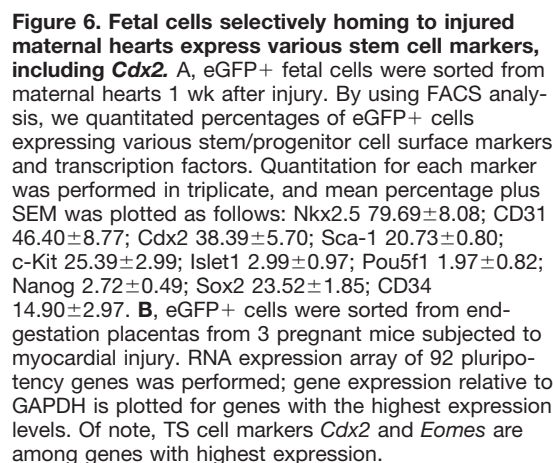 Figure 6. Fetal cells selectively homing to injured
maternal hearts express various stem cell markers,
including Cdx2. A, eGFP+ fetal cells were sorted from
maternal hearts 1 wk after injury. By using FACS analy-
sis, we quantitated percentages of eGFP+ cells
expressing various stem/progenitor cell surface markers
and transcription factors. Quantitation for each marker
was performed in triplicate, and mean percentage plus
SEM was plotted as follows: Nkx2.5 79.69±8.08; CD31
46.40±8.77; Cdx2 38.39±5.70; Sca-1 20.73±0.80;
c-Kit 25.39±2.99; Islet1 2.99±0.97; Pou5f1 1.97±0.82;
Nanog 2.72±0.49; Sox2 23.52±1.85; CD34
14.90±2.97. B, eGFP+ cells were sorted from end-
gestation placentas from 3 pregnant mice subjected to
myocardial injury. RNA expression array of 92 pluripo-
tency genes was performed; gene expression relative to
GAPDH is plotted for genes with the highest expression
levels. Of note, TS cell markers Cdx2 and Eomes are
among genes with highest expression.